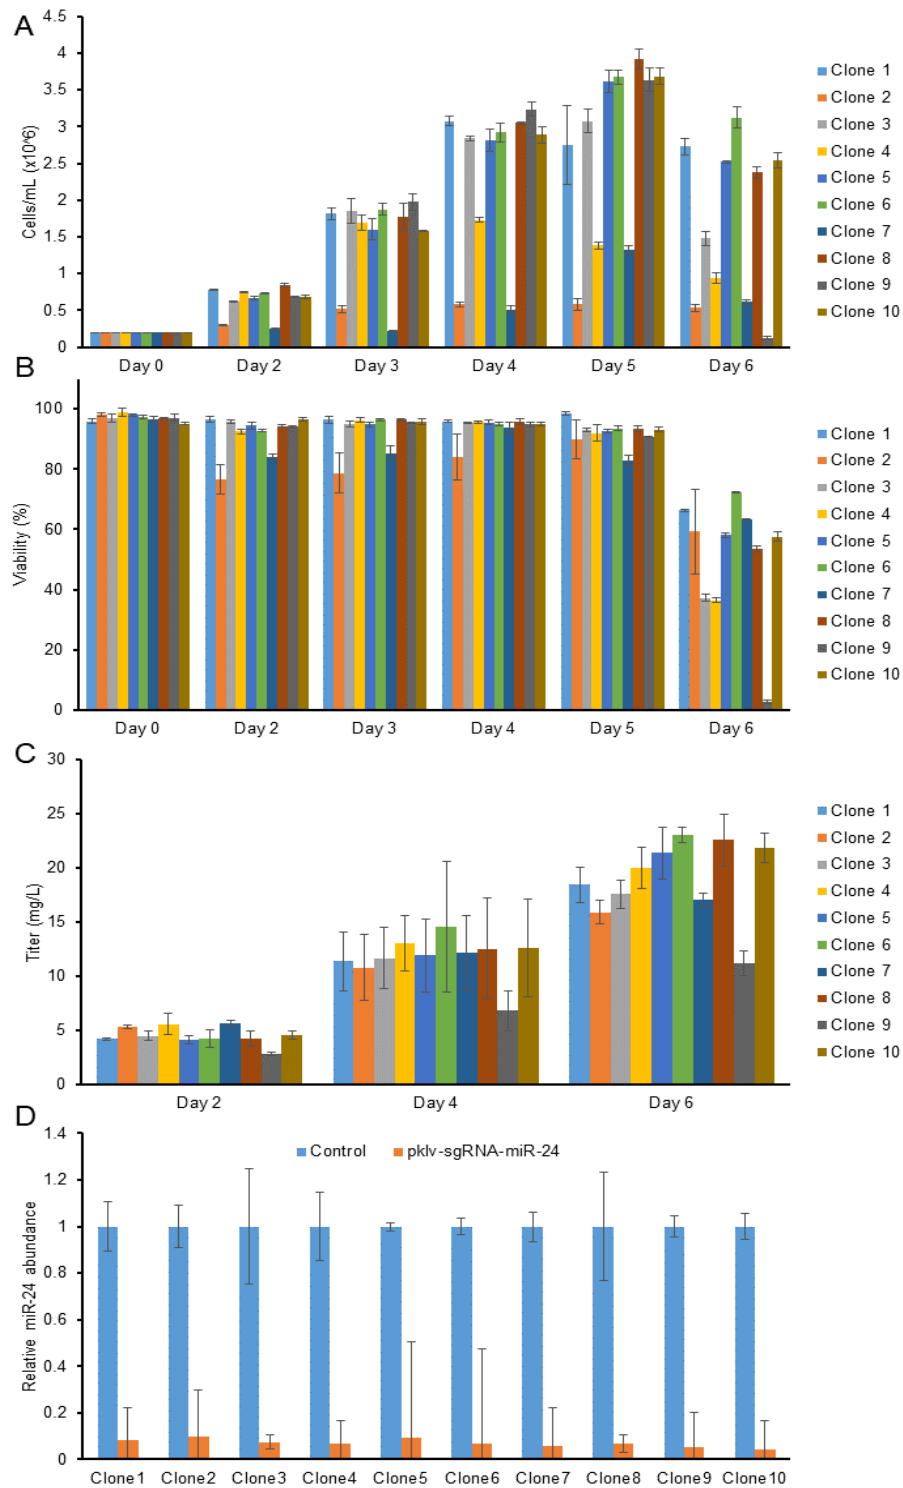 A
4.5
4
3.5
3
2.5
2
1.5
1
0.5
0
Cells/mL (x10^6)
Day 0 Day 2 Day 3 Day 4 Day 5 Day 6
Clone 1
Clone 2
Clone 3
Clone 4
Clone 5
Clone 6
Clone 7
Clone 8
Clone 9
Clone 10
B
100
80
60
40
20
0
Viability (%)
Day 0 Day 2 Day 3 Day 4 Day 5 Day 6
Clone 1
Clone 2
Clone 3
Clone 4
Clone 5
Clone 6
Clone 7
Clone 8
Clone 9
Clone 10
C
30
25
20
15
10
5
0
Titer (mg/L)
Day 2 Day 4 Day 6
Clone 1
Clone 2
Clone 3
Clone 4
Clone 5
Clone 6
Clone 7
Clone 8
Clone 9
Clone 10
D
1.4
1.2
1
0.8
0.6
0.4
0.2
0
Relative miR-24 abundance
Control pklv-sgRNA-miR-24
Clone1 Clone2 Clone3 Clone4 Clone5 Clone6 Clone7 Clone8 Clone9 Clone10